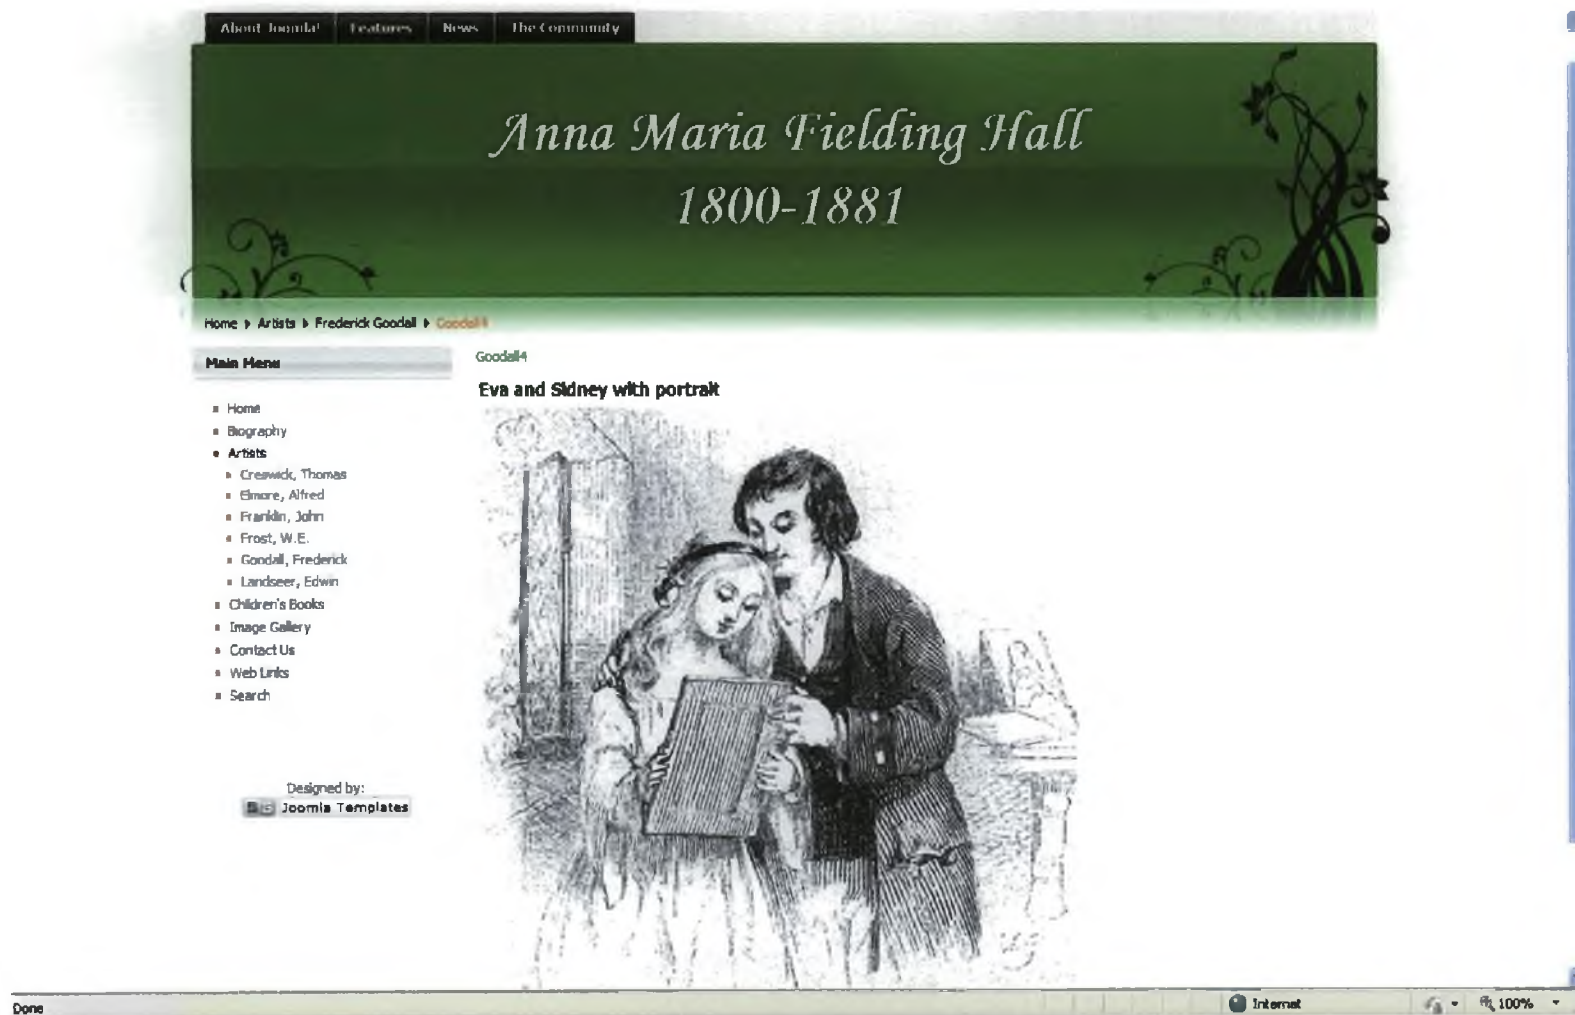 About Joomla! Features News The Community
Anna Maria Fielding Hall
1800-1881
Home Artists Frederick Goodall Goodall4
Main Menu
Goodall4
Eva and Sidney with portrait
Home
Biography
Artists
Creswick, Thomas
Elmore, Alfred
Franklin, John
Frost, W.E.
Goodall, Frederick
Landseer, Edwin
Children's Books
Image Gallery
Contact Us
Web Links
Search
Designed by:
Joomla Templates
Done Internet 100%